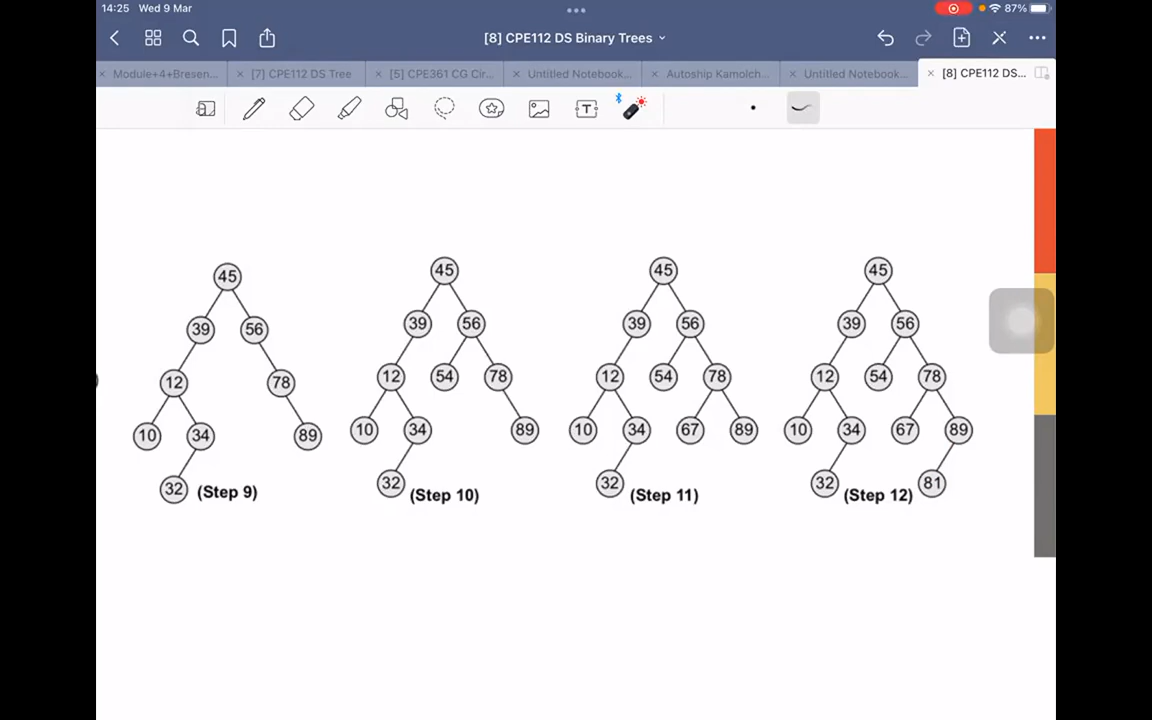 14:25 Wed 9 Mar
87%
[8] CPE112 DS Binary Trees
Module+4+Bresen...
[7] CPE112 DS Tree
[5] CPE361 CG Cir...
Untitled Notebook...
Autoship Kamolch...
Untitled Notebook...
[8] CPE112 DS...
T
45
39 56
12 78
10 34 89
32 (Step 9)
45
39 56
12 54 78
10 34 89
32 (Step 10)
45
39 56
12 54 78
10 34 67 89
32 (Step 11)
45
39 56
12 54 78
10 34 67 89
32 (Step 12) 81